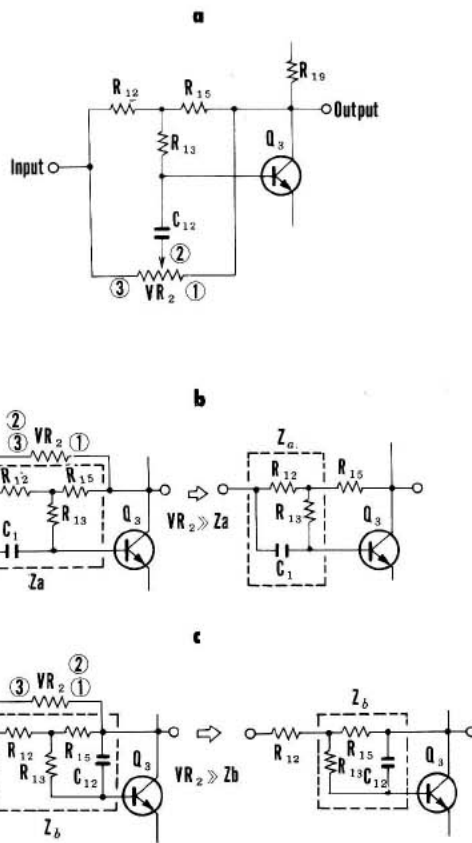 a
R19
R12 R15
Output
R13
Q3
Input
C12
②
③ VR2 ①
b
②
③ VR2 ①
R12 R15
R13
Q3
C1
Za
VR2 ≫ Za
Za
R12 R15
R13
Q3
C1
c
②
③ VR2 ①
R12 R15
R13 C12
Q3
Zb
VR2 ≫ Zb
Zb
R12
R15
R13 C12
Q3